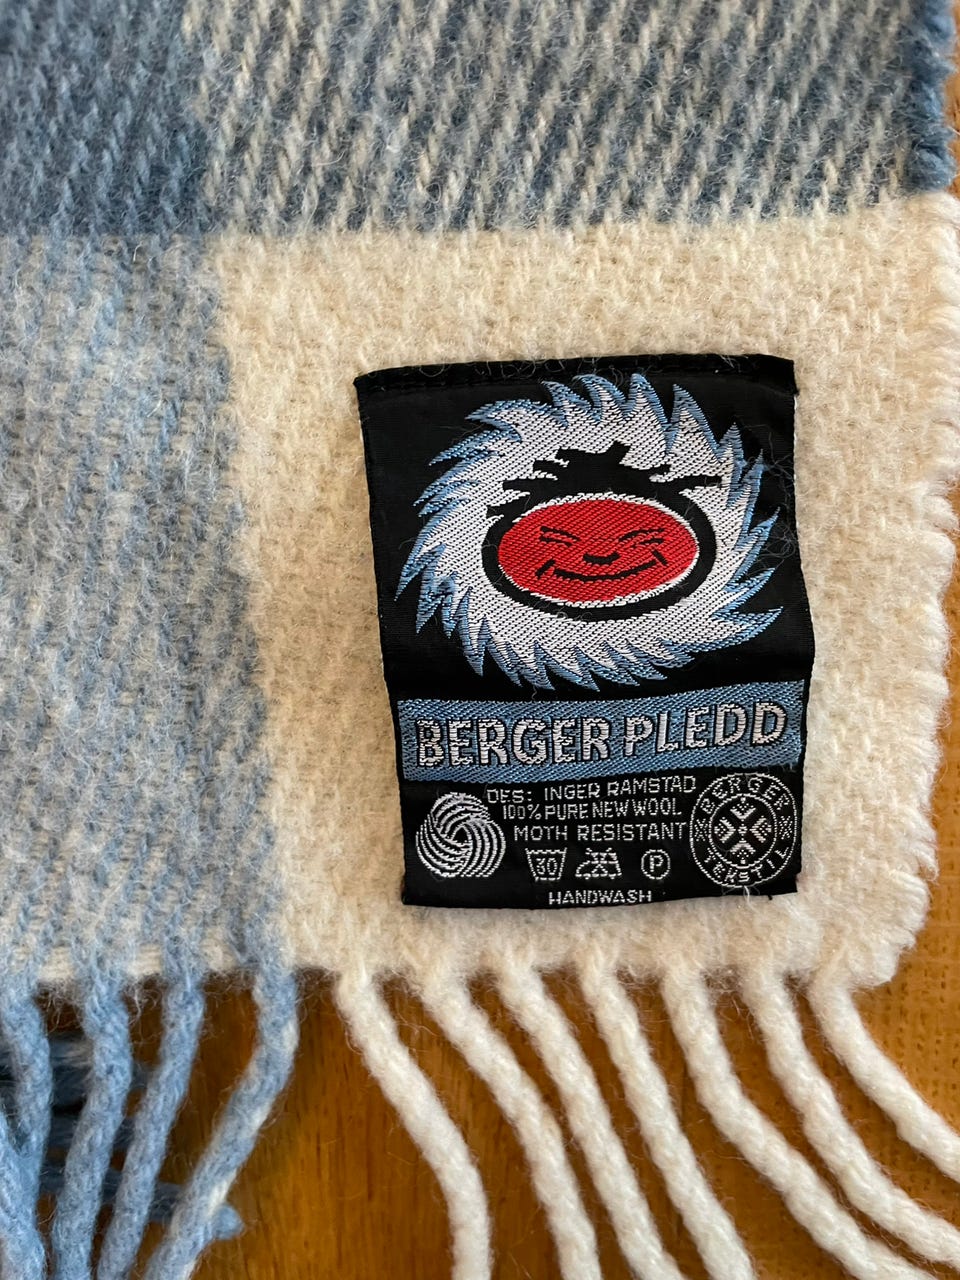 BERGER PLEDD
DES: INGER RAMSTAD
100% PURE NEW WOOL
MOTH RESISTANT
30 P
HANDWASH
BERGER
TEKSTIL